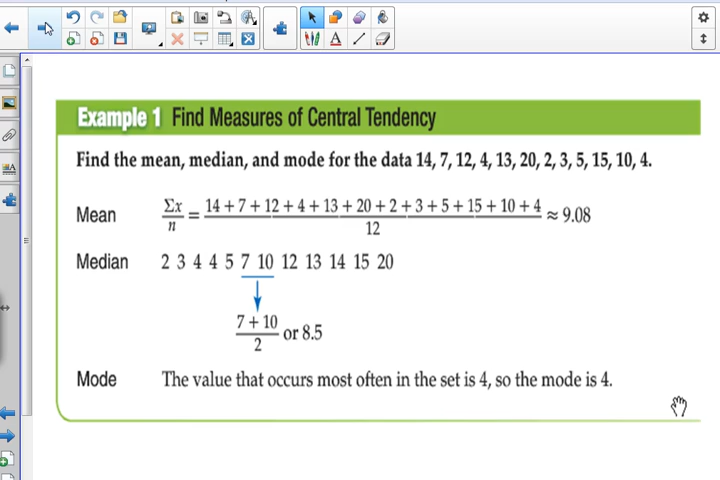 Example 1 Find Measures of Central Tendency
Find the mean, median, and mode for the data 14, 7, 12, 4, 13, 20, 2, 3, 5, 15, 10, 4.
Mean Σx/n = 14 + 7 + 12 + 4 + 13 + 20 + 2 + 3 + 5 + 15 + 10 + 4/12 ≈ 9.08
Median 2 3 4 4 5 7 10 12 13 14 15 20
7 + 10/2 or 8.5
Mode The value that occurs most often in the set is 4, so the mode is 4.